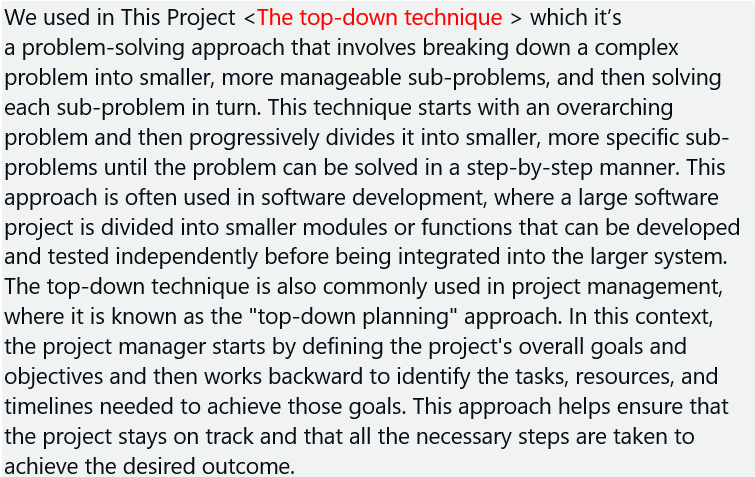 We used in This Project <The top-down technique > which it’s
a problem-solving approach that involves breaking down a complex
problem into smaller, more manageable sub-problems, and then solving
each sub-problem in turn. This technique starts with an overarching
problem and then progressively divides it into smaller, more specific sub-
problems until the problem can be solved in a step-by-step manner. This
approach is often used in software development, where a large software
project is divided into smaller modules or functions that can be developed
and tested independently before being integrated into the larger system.
The top-down technique is also commonly used in project management,
where it is known as the "top-down planning" approach. In this context,
the project manager starts by defining the project's overall goals and
objectives and then works backward to identify the tasks, resources, and
timelines needed to achieve those goals. This approach helps ensure that
the project stays on track and that all the necessary steps are taken to
achieve the desired outcome.